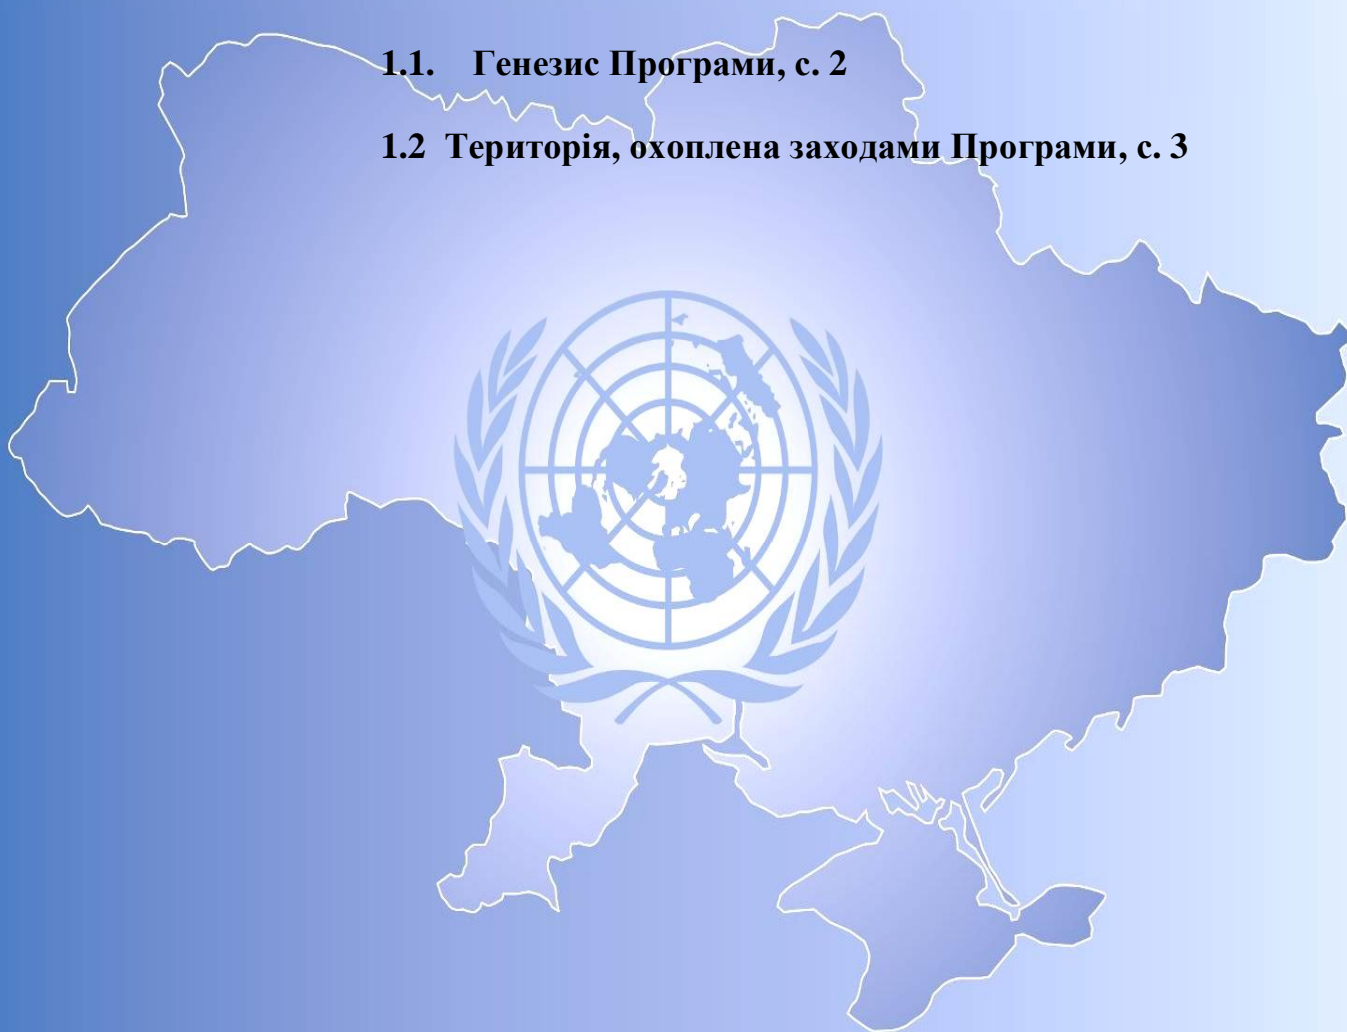 1.1. Генезис Програми, с. 2
1.2 Територія, охоплена заходами Програми, с. 3